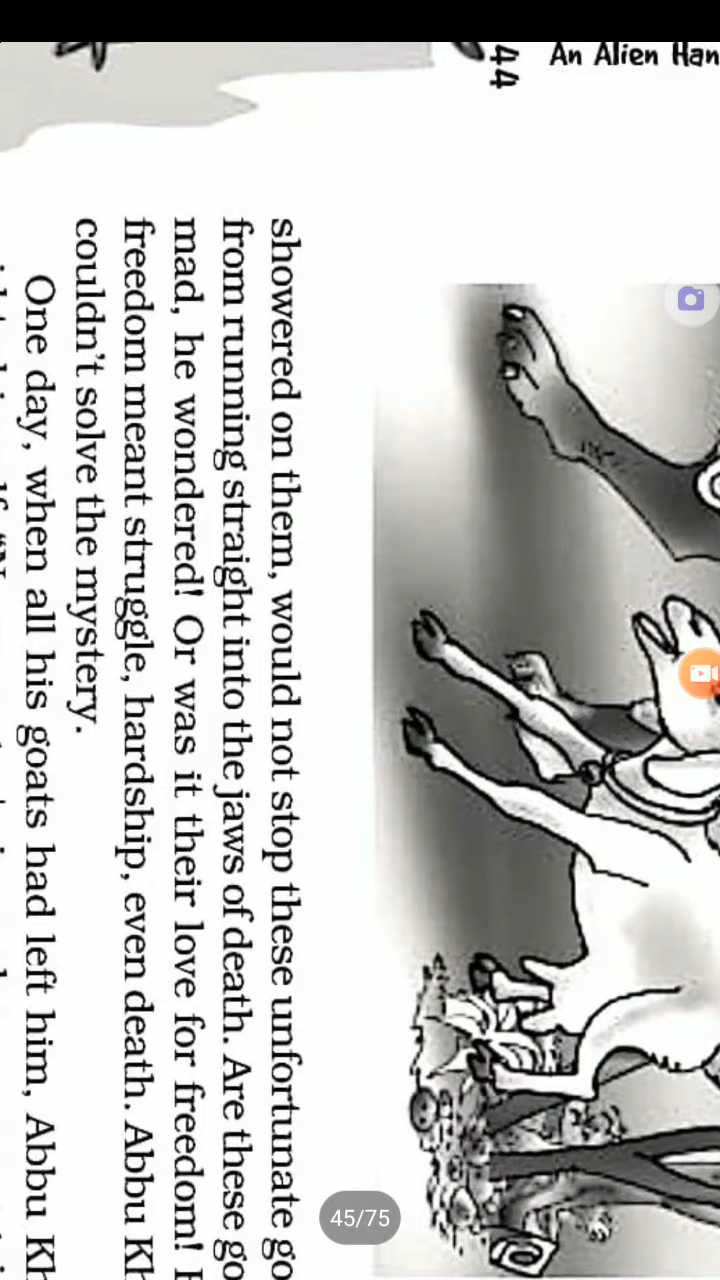 44
An Alien Han
showered on them, would not stop these unfortunate go
from running straight into the jaws of death. Are these go
mad, he wondered! Or was it their love for freedom!
freedom meant struggle, hardship, even death. Abbu Kh
couldn't solve the mystery.
One day, when all his goats had left him, Abbu Kh
45/75